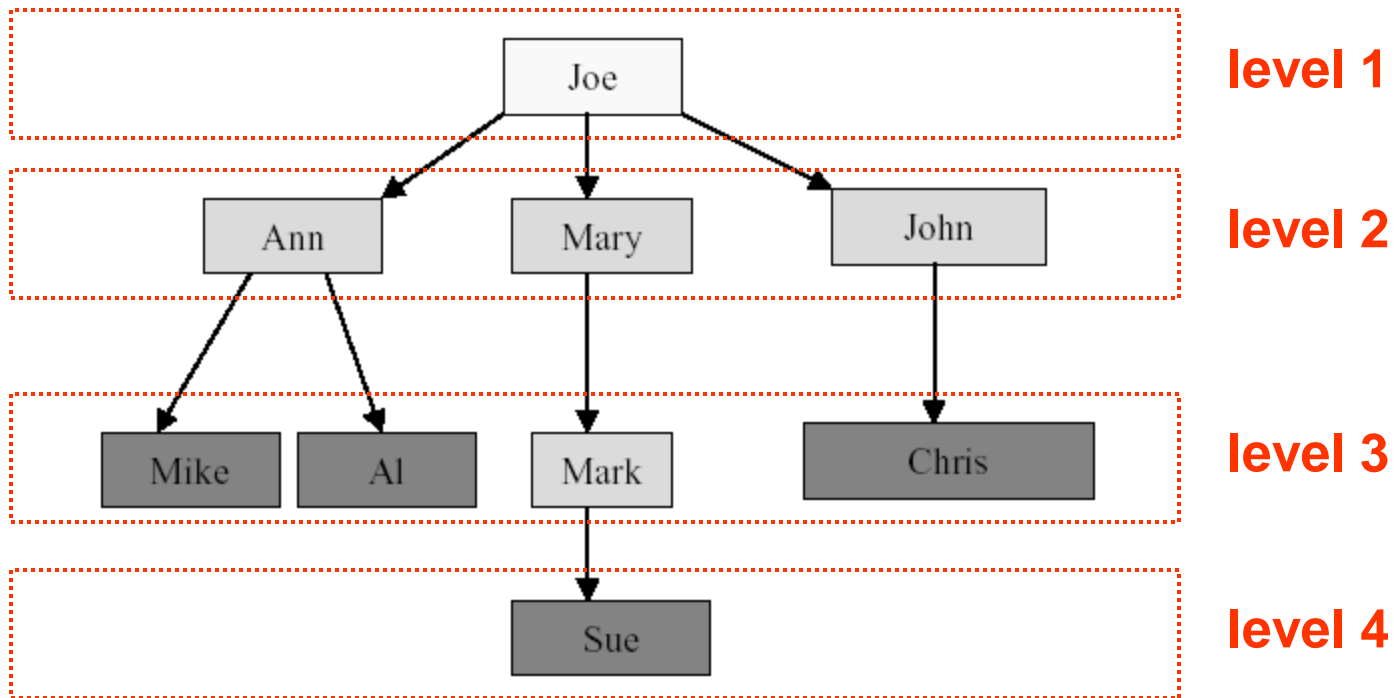 Joe
level 1
Ann
Mary
John
level 2
Mike
Al
Mark
Chris
level 3
Sue
level 4